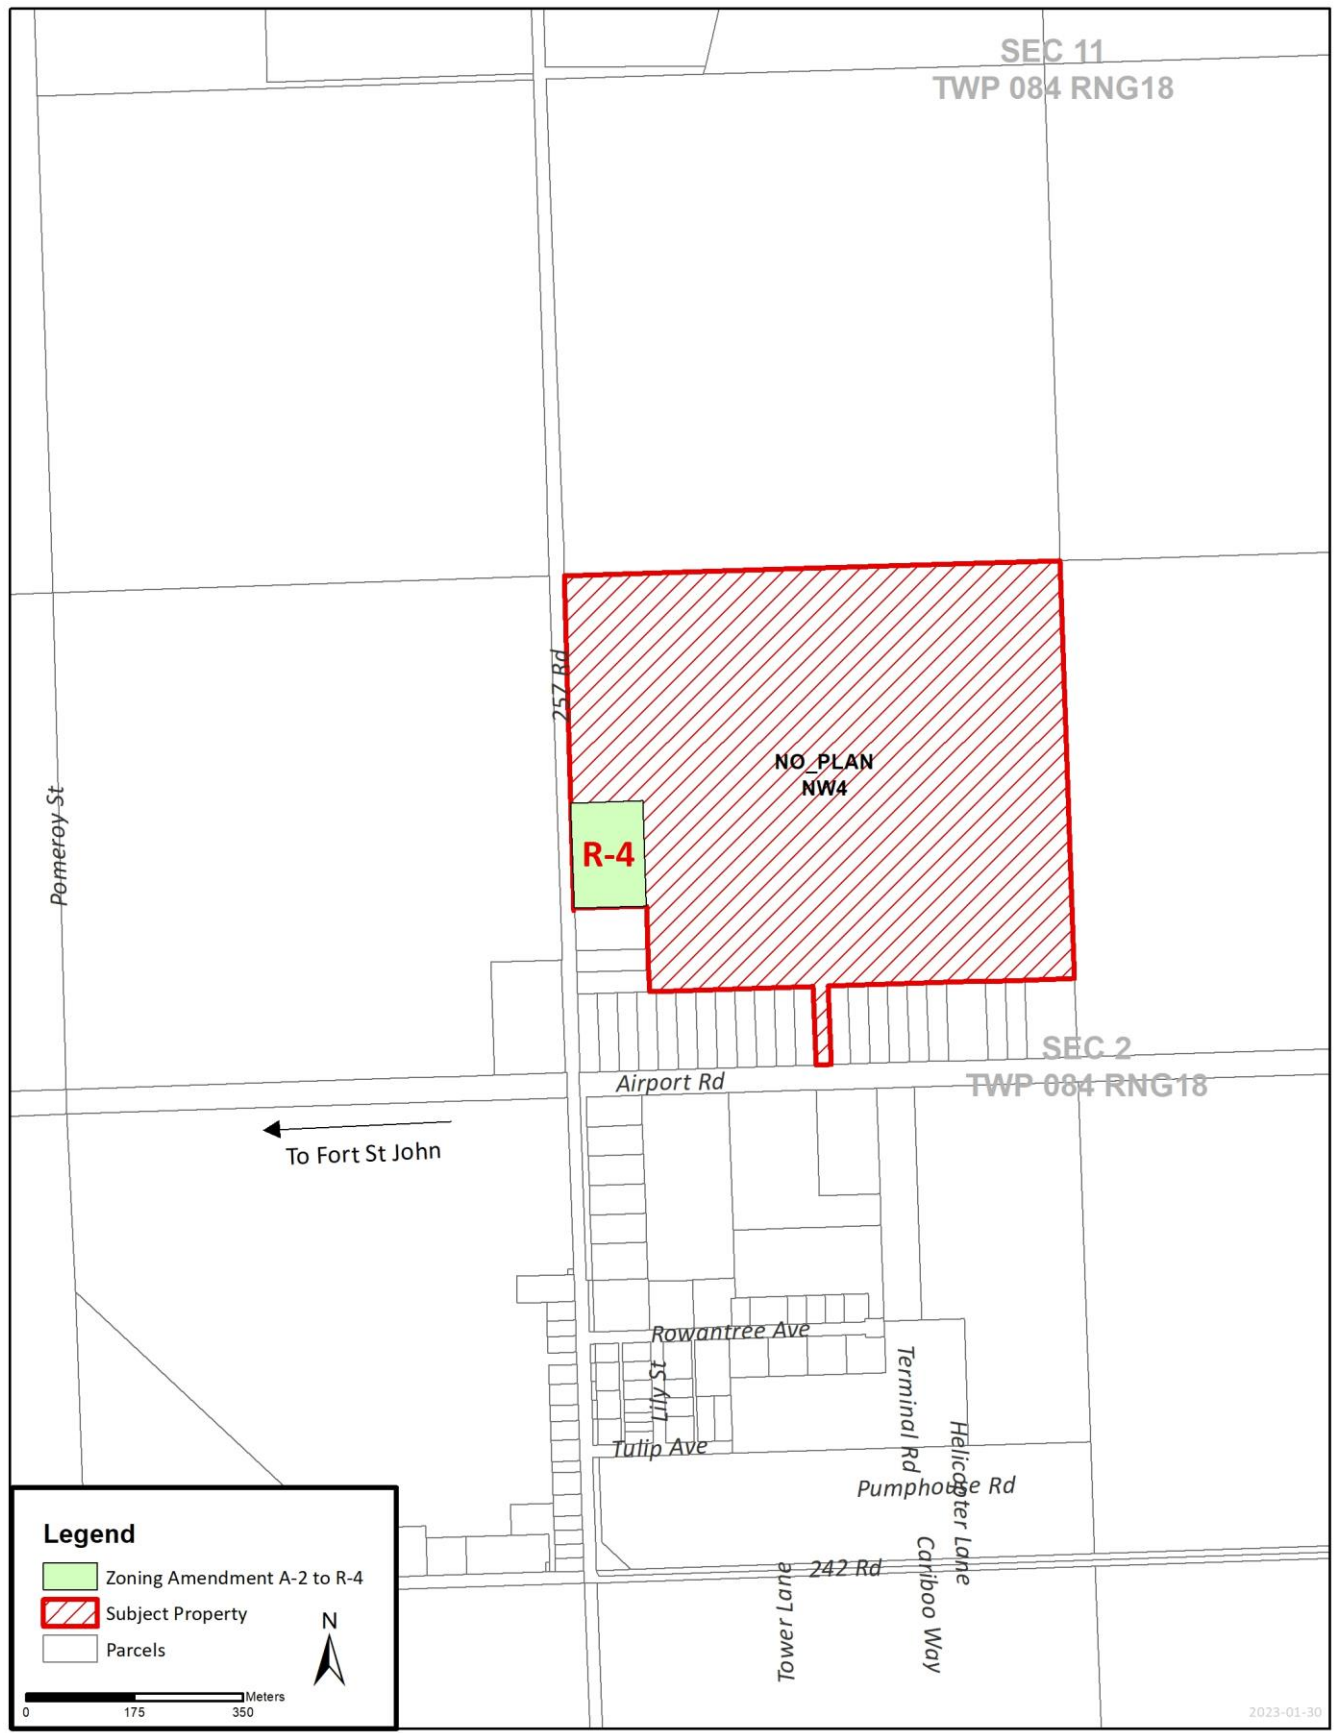 SEC 11
TWP 084 RNG18
257 Rd
NO_PLAN
NW4
Pomeroy St
R-4
SEC 2
TWP 084 RNG18
Airport Rd
To Fort St John
Rowantree Ave
Lily St
Terminal Rd
Tulip Ave
Helicopter Lane
Pumphouse Rd
242 Rd
Cariboo Way
Tower Lane
Legend
Zoning Amendment A-2 to R-4
Subject Property
Parcels
N
Meters
0 175 350
2023-01-30